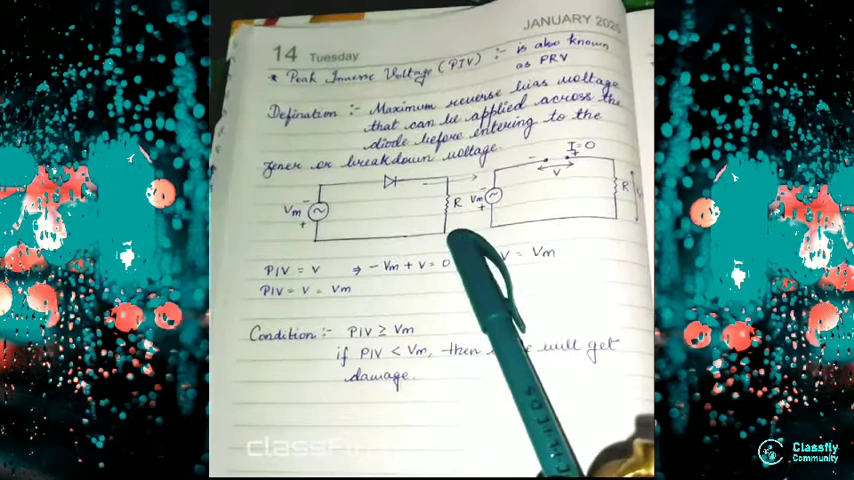 JANUARY 2025
14 Tuesday
* Peak Inverse Voltage (PIV) :- is also known
as PRV
Defination :- Maximum reverse bias voltage
that can be applied across the
diode before entering to the
zener or breakdown voltage.
I=0
- +
V
Vm - + R
Vm - + R
PIV = V ⇒ -Vm + V = 0 V = Vm
PIV = V = Vm
Condition :- PIV ≥ Vm
if PIV < Vm, then will get
damage.
Classfly
Community